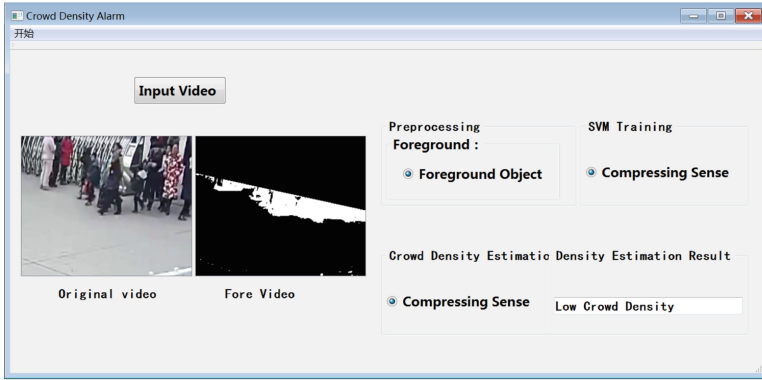 Crowd Density Alarm
开始
Input Video
Preprocessing
Foreground :
Foreground Object
SVM Training
Compressing Sense
Original video
Fore Video
Crowd Density Estimatic
Density Estimation Result
Compressing Sense
Low Crowd Density